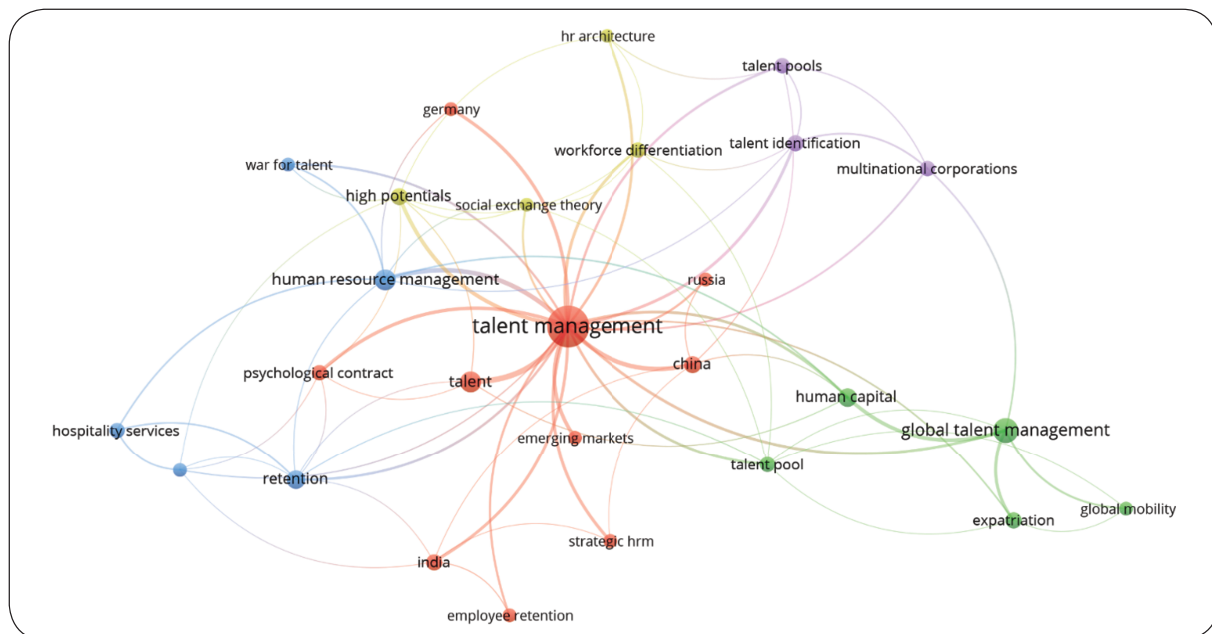 hr architecture
talent pools
germany
talent identification
workforce differentiation
war for talent
multinational corporations
high potentials
social exchange theory
human resource management
russia
talent management
china
psychological contract
talent
human capital
hospitality services
global talent management
emerging markets
talent pool
retention
global mobility
expatriation
strategic hrm
india
employee retention